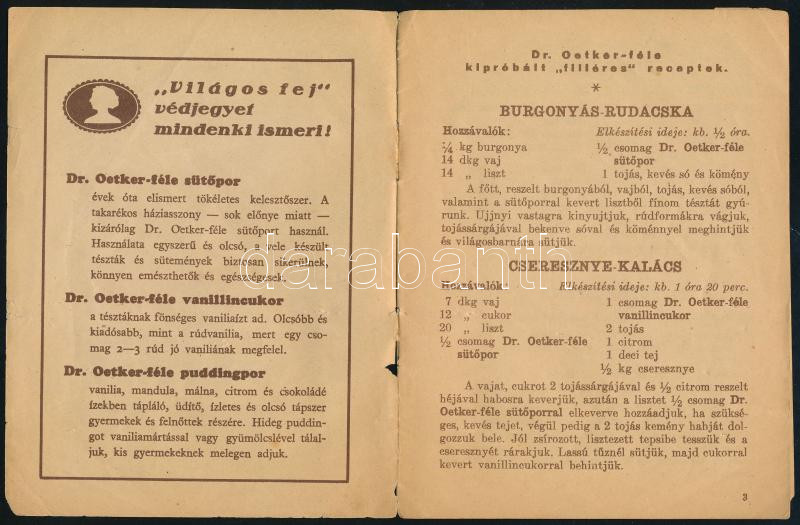 „Világos fej"
védjegyet
mindenki ismeri!
Dr. Oetker-féle sütőpor
évek óta elismert tökéletes kelesztőszer. A
takarékos háziasszony — sok előnye miatt —
kizárólag Dr. Oetker-féle sütőport használ.
Használata egyszerű és olcsó, a vele készült
tészták és sütemények biztosan sikerülnek,
könnyen emészthetők és egészségesek.
Dr. Oetker-féle vanillincukor
a tésztáknak fönséges vaniliaízt ad. Olcsóbb és
kiadósabb, mint a rúdvanília, mert egy cso-
mag 2—3 rúd jó vaniliának megfelel.
Dr. Oetker-féle puddingpor
vanilia, mandula, málna, citrom és csokoládé
ízekben tápláló, üdítő, ízletes és olcsó tápszer
gyermekek és felnőttek részére. Hideg puddin-
got vaniliamártással vagy gyümölcslével tálal-
juk, kis gyermekeknek melegen adjuk.
Dr. Oetker-féle
kipróbált „filléres" receptek.
*
BURGONYÁS-RUDACSKA
Hozzávalók: Elkészítési ideje: kb. ½ óra.
¼ kg burgonya ½ csomag Dr. Oetker-féle
14 dkg vaj sütőpor
14 „ liszt 1 tojás, kevés só és kömény
A főtt, reszelt burgonyából, vajból, tojás, kevés sóból,
valamint a sütőporral kevert lisztből fínom tésztát gyú-
runk. Ujjnyi vastagra kinyujtjuk, rúdformákra vágjuk,
tojássárgájával bekenve sóval és köménnyel meghintjük
és világosbarnára sütjük.
CSERESZNYE-KALÁCS
Hozzávalók: Elkészítési ideje: kb. 1 óra 20 perc.
7 dkg vaj 1 csomag Dr. Oetker-féle
12 „ cukor vanillincukor
20 „ liszt 2 tojás
½ csomag Dr. Oetker-féle 1 citrom
sütőpor 1 deci tej
½ kg cseresznye
A vajat, cukrot 2 tojássárgájával és ½ citrom reszelt
héjával habosra keverjük, azután a lisztet ½ csomag Dr.
Oetker-féle sütőporral elkeverve hozzáadjuk, ha szüksé-
ges, kevés tejet, végül pedig a 2 tojás kemény habját dol-
gozzuk bele. Jól zsírozott, lisztezett tepsibe tesszük és a
cseresznyét rárakjuk. Lassú tűznél sütjük, majd cukorral
kevert vanillincukorral behintjük.
3
darabanth.com